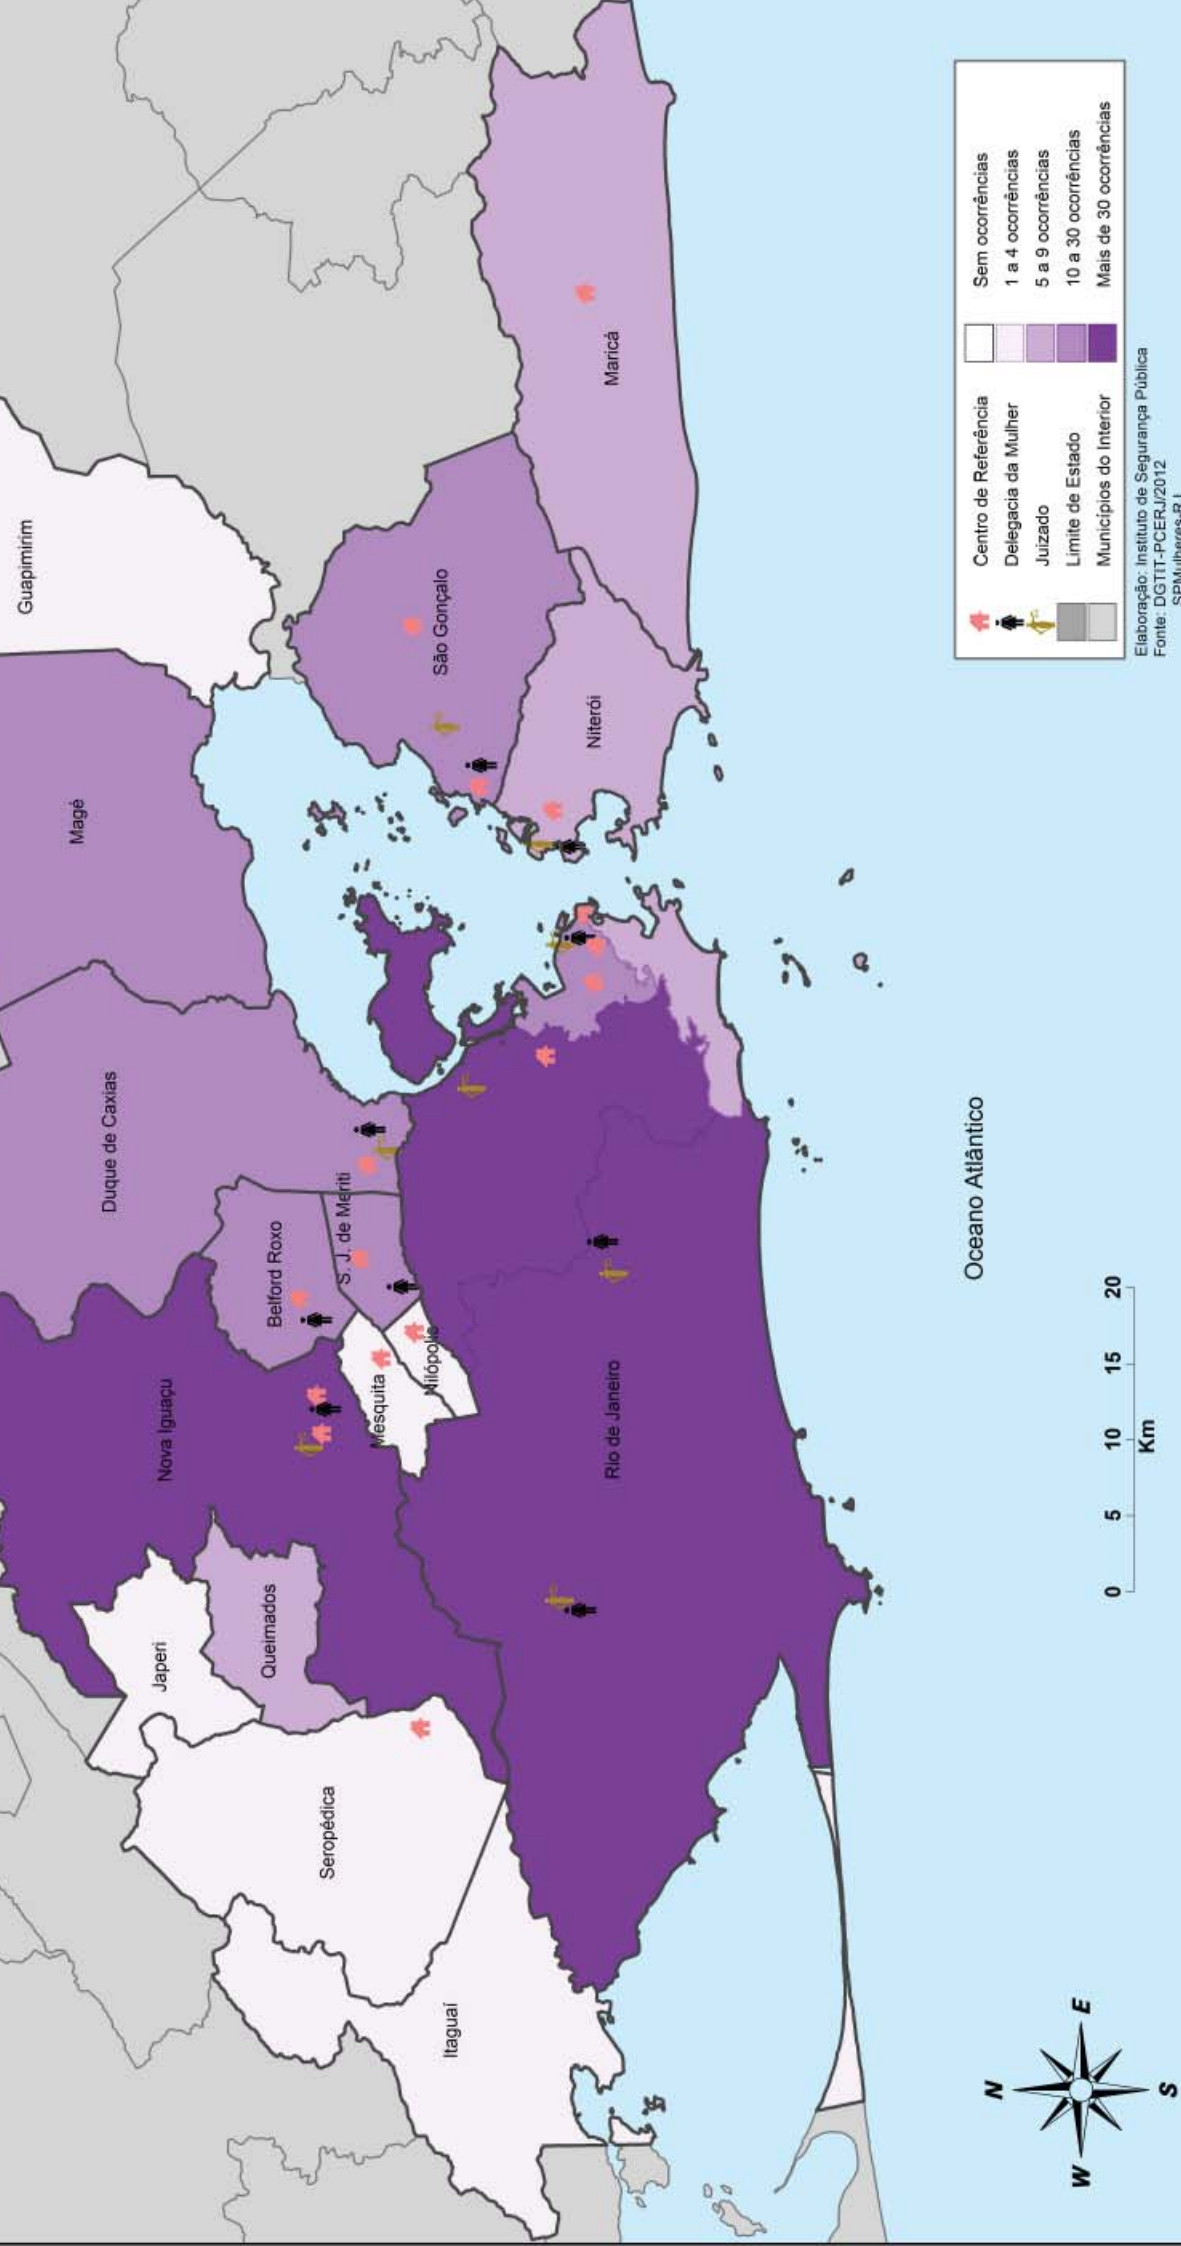 Guapimirim
Magé
Duque de Caxias
Nova Iguaçu
Japeri
Queimados
Belford Roxo
S. J. de Meriti
Seropédica
Mesquita
Nilópolis
São Gonçalo
Itaguaí
Niterói
Maricá
Rio de Janeiro
Oceano Atlântico
Centro de Referência
Delegacia da Mulher
Juizado
Limite de Estado
Municípios do Interior
Sem ocorrências
1 a 4 ocorrências
5 a 9 ocorrências
10 a 30 ocorrências
Mais de 30 ocorrências
Elaboração: Instituto de Segurança Pública
Fonte: DGTIT-PCERJ/2012
SPMulheres-RJ
N
W
E
S
0 5 10 15 20
Km